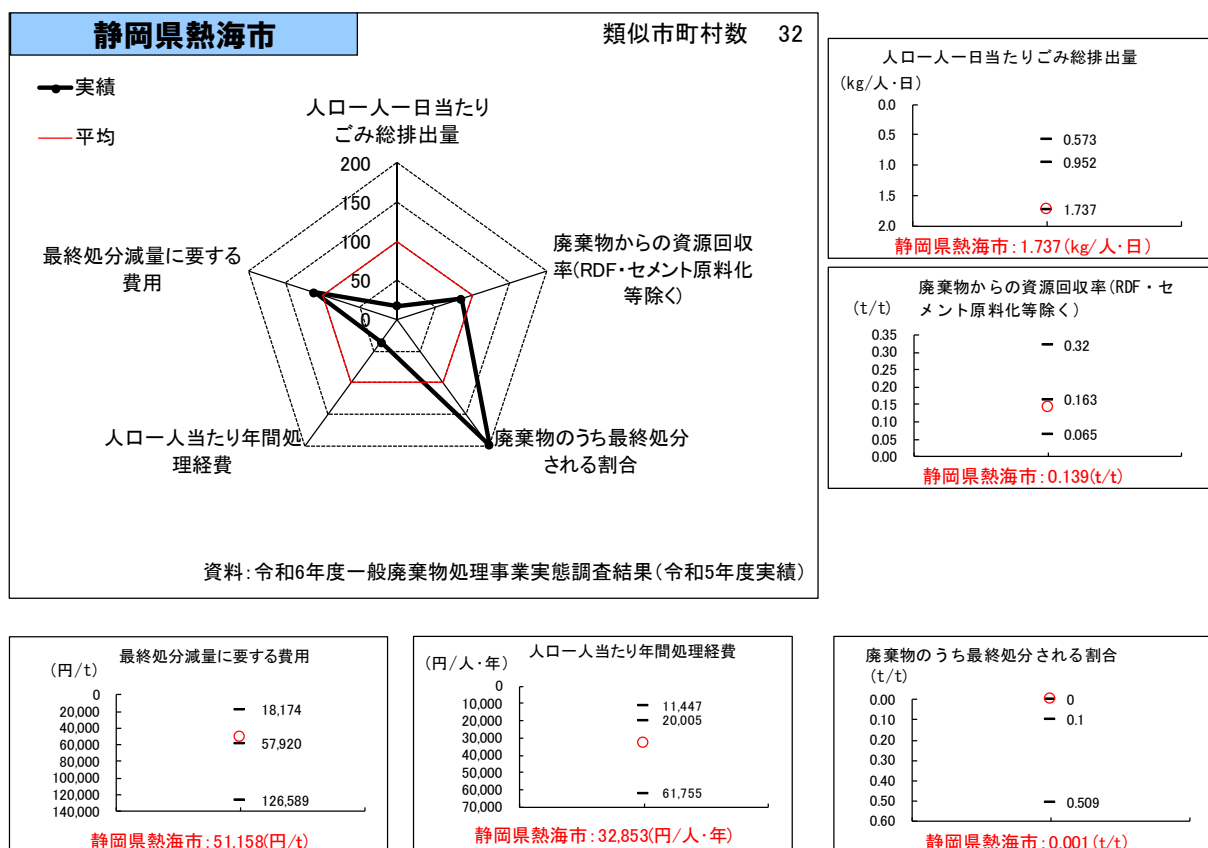 静岡県熱海市
類似市町村数 32
実績
平均
人口一人一日当たり
ごみ総排出量
200
150
100
50
0
廃棄物からの資源回収
率(RDF・セメント原料化
等除く)
廃棄物のうち最終処分
される割合
人口一人当たり年間処
理経費
最終処分減量に要する
費用
資料:令和6年度一般廃棄物処理事業実態調査結果(令和5年度実績)
人口一人一日当たりごみ総排出量
(kg/人・日)
0.0
0.5
1.0
1.5
2.0
0.573
0.952
1.737
静岡県熱海市:1.737(kg/人・日)
廃棄物からの資源回収率(RDF・セ
メント原料化等除く)
(t/t)
0.35
0.30
0.25
0.20
0.15
0.10
0.05
0.00
0.32
0.163
0.065
静岡県熱海市:0.139(t/t)
最終処分減量に要する費用
(円/t)
0
20,000
40,000
60,000
80,000
100,000
120,000
140,000
18,174
57,920
126,589
静岡県熱海市:51,158(円/t)
人口一人当たり年間処理経費
(円/人・年)
0
10,000
20,000
30,000
40,000
50,000
60,000
70,000
11,447
20,005
61,755
静岡県熱海市:32,853(円/人・年)
廃棄物のうち最終処分される割合
(t/t)
0.00
0.10
0.20
0.30
0.40
0.50
0.60
0
0.1
0.509
静岡県熱海市:0.001(t/t)